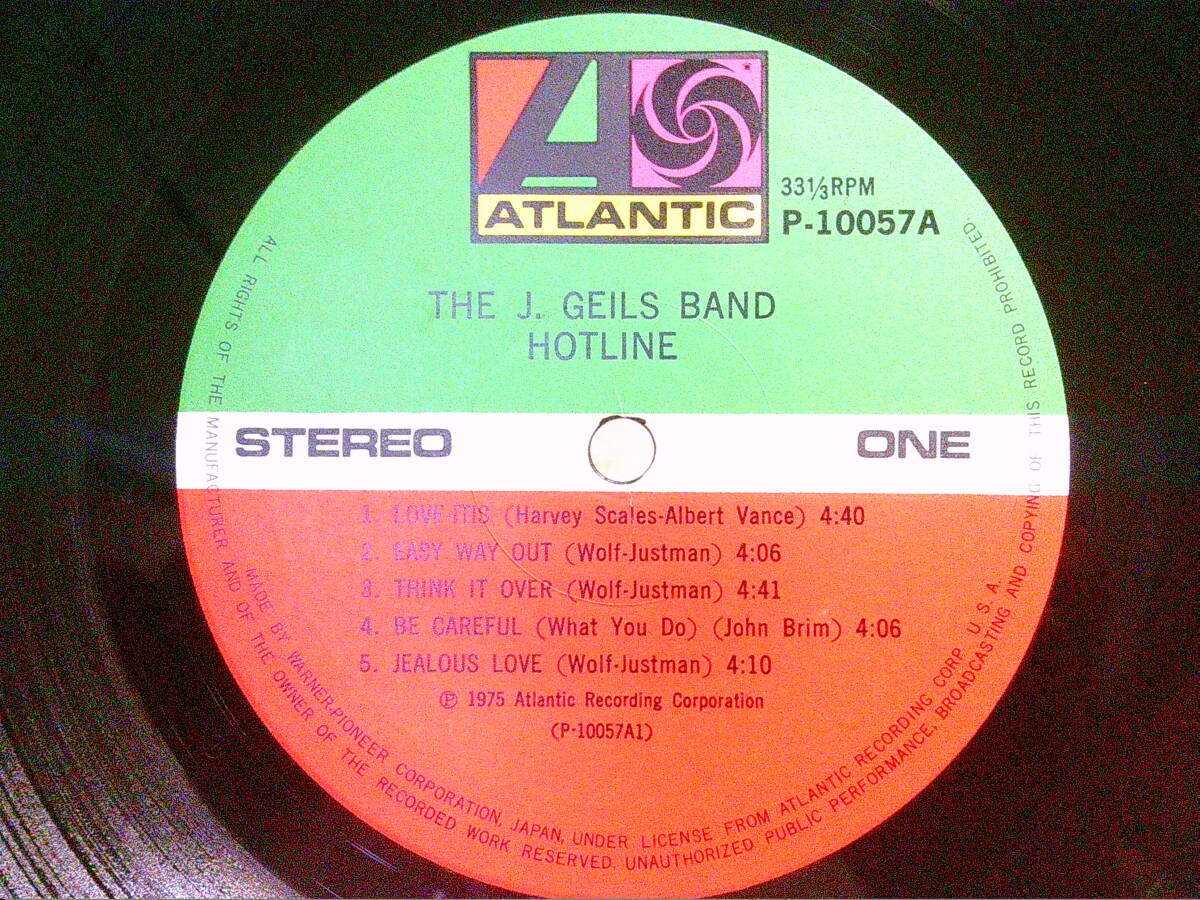 ATLANTIC
33⅓RPM
P-10057A
THE J. GEILS BAND
HOTLINE
STEREO
ONE
1. LOVE-ITIS (Harvey Scales-Albert Vance) 4:40
2. EASY WAY OUT (Wolf-Justman) 4:06
3. THINK IT OVER (Wolf-Justman) 4:41
4. BE CAREFUL (What You Do) (John Brim) 4:06
5. JEALOUS LOVE (Wolf-Justman) 4:10
℗ 1975 Atlantic Recording Corporation
(P-10057A1)
MADE BY WARNER-PIONEER CORPORATION, JAPAN, UNDER LICENSE FROM ATLANTIC RECORDING CORP. U. S. A.
ALL RIGHTS OF THE MANUFACTURER AND OF THE OWNER OF THE RECORDED WORK RESERVED. UNAUTHORIZED PUBLIC PERFORMANCE, BROADCASTING AND COPYING OF THIS RECORD PROHIBITED.